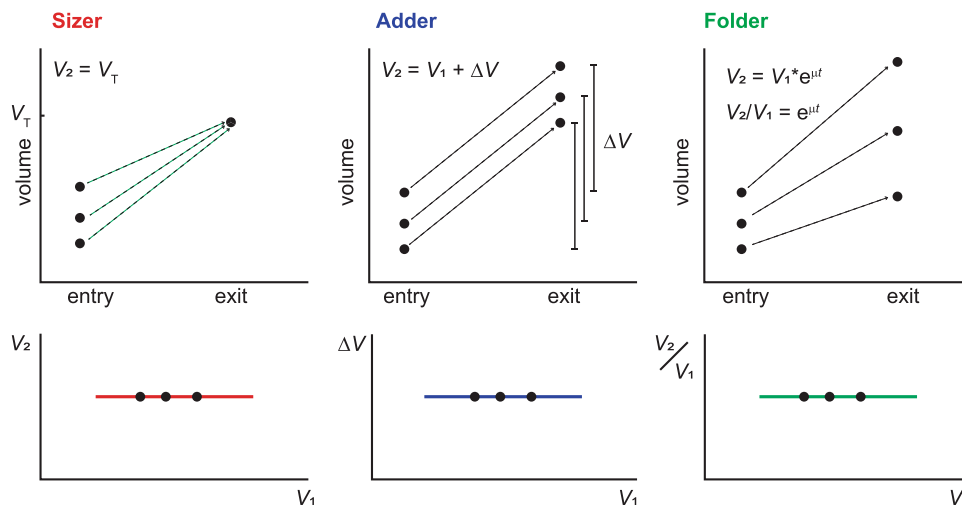 Sizer
V₂ = V_T
V_T
volume
entry exit
Adder
V₂ = V₁ + ΔV
ΔV
volume
entry exit
Folder
V₂ = V₁*e^μt
V₂/V₁ = e^μt
volume
entry exit
V₂
V₁
ΔV
V₁
V₂/V₁
V